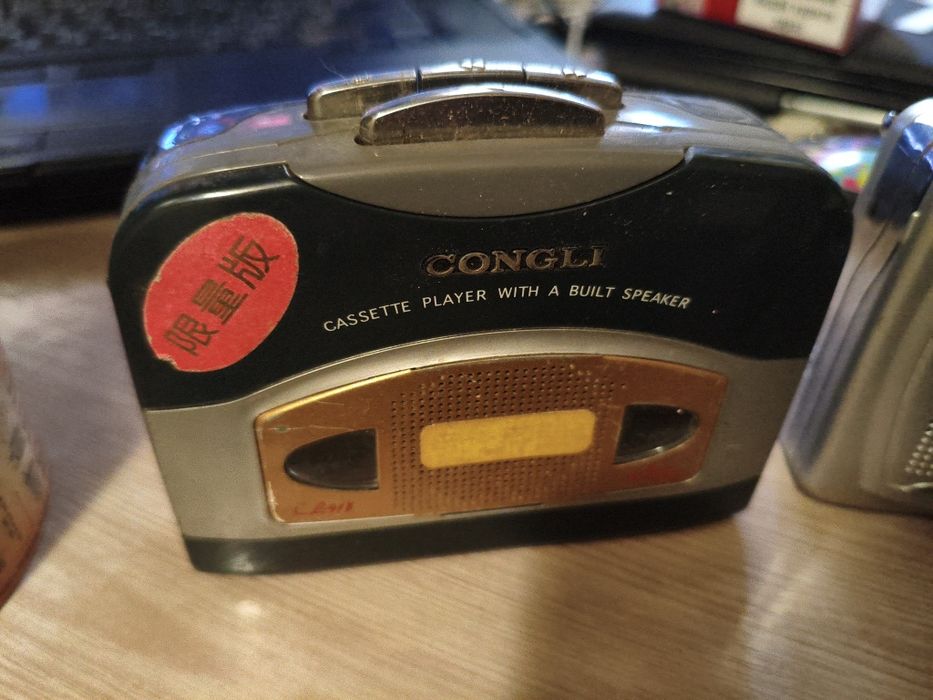 限量版
CONGLI
CASSETTE PLAYER WITH A BUILT SPEAKER